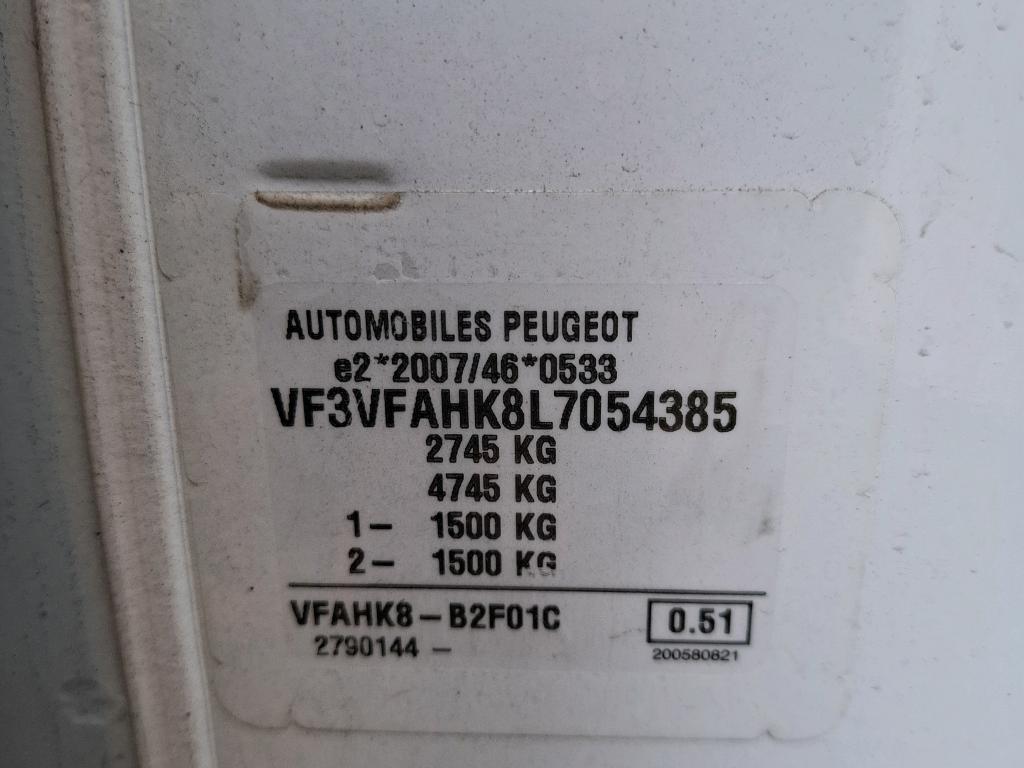 AUTOMOBILES PEUGEOT
e2*2007/46*0533
VF3VFAHK8L7054385
2745 KG
4745 KG
1- 1500 KG
2- 1500 KG
VFAHK8-B2F01C
0.51
2790144 -
200580821